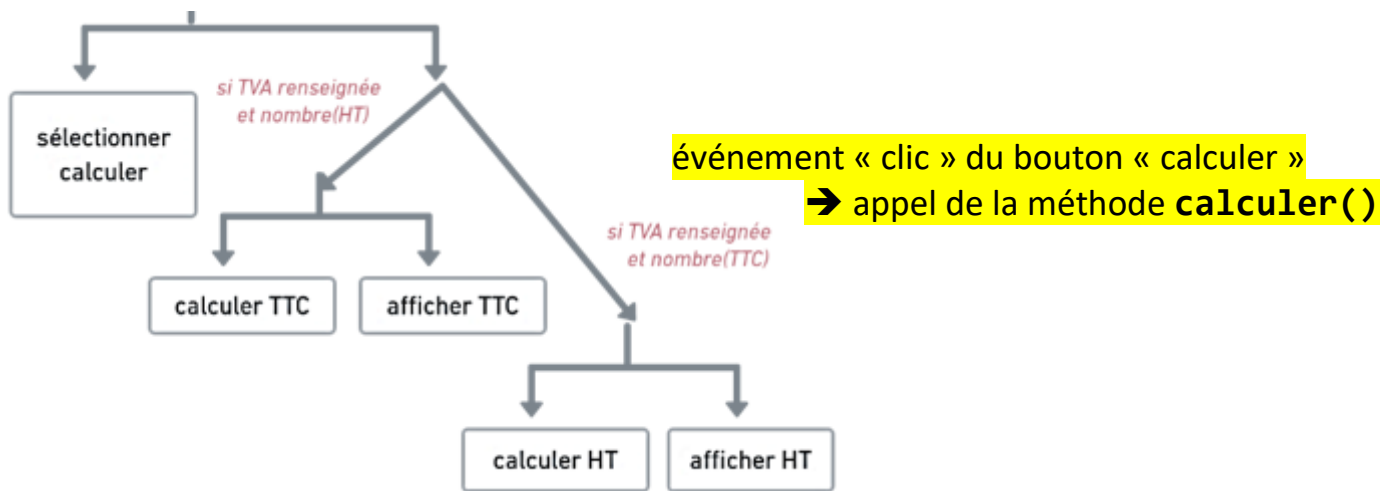 si TVA renseignée
et nombre(HT)
sélectionner
calculer
événement « clic » du bouton « calculer »
➔ appel de la méthode calculer()
si TVA renseignée
et nombre(TTC)
calculer TTC
afficher TTC
calculer HT
afficher HT